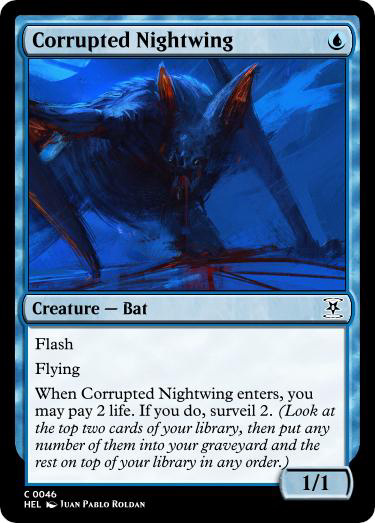 Corrupted Nightwing
Creature — Bat
Flash
Flying
When Corrupted Nightwing enters, you
may pay 2 life. If you do, surveil 2. (Look at
the top two cards of your library, then put any
number of them into your graveyard and the
rest on top of your library in any order.)
1/1
C 0046
HEL Juan Pablo Roldan